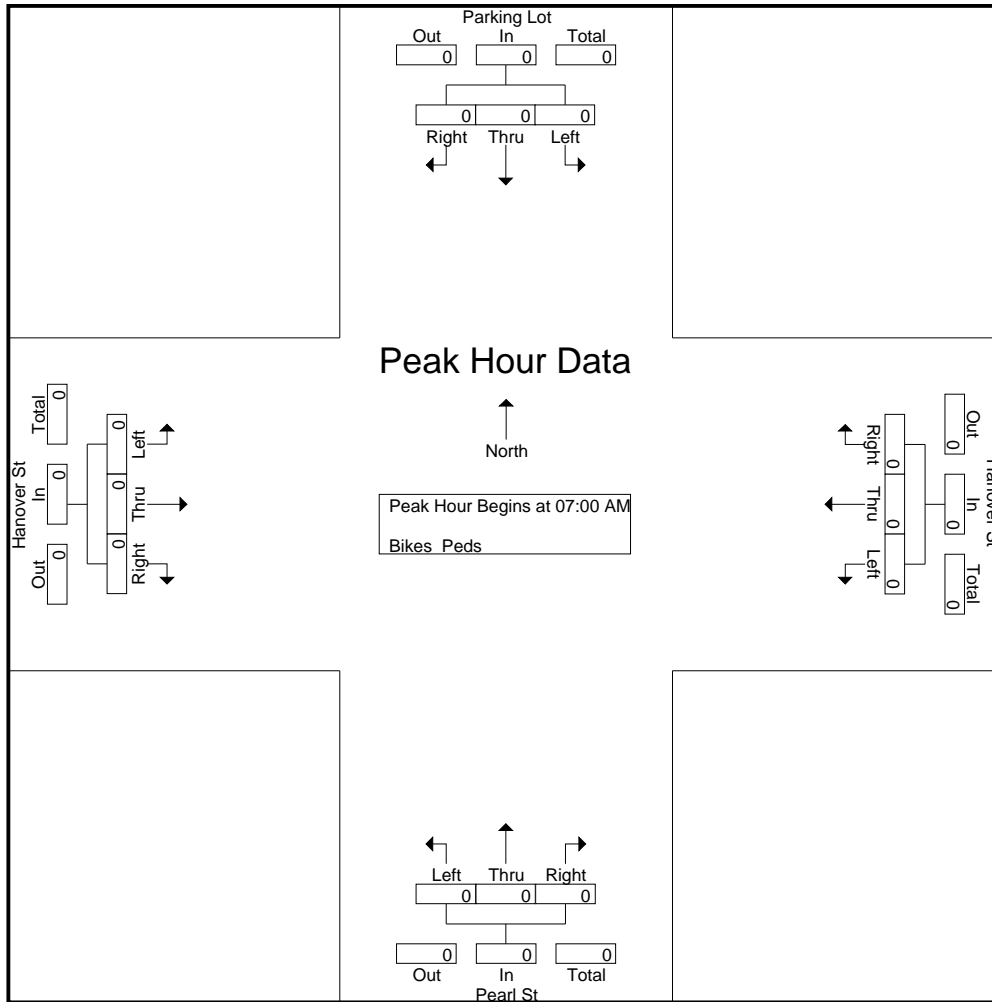 Parking Lot
Out In Total
0 0 0
0 0 0
Right Thru Left
Peak Hour Data
North
Peak Hour Begins at 07:00 AM
Bikes Peds
Hanover St
Total In Out
0 0 0
0 0 0
Left Thru Right
Right Thru Left
0 0 0
0 0 0
Out In Total
Hanover St
Left Thru Right
0 0 0
0 0 0
Out In Total
Pearl St